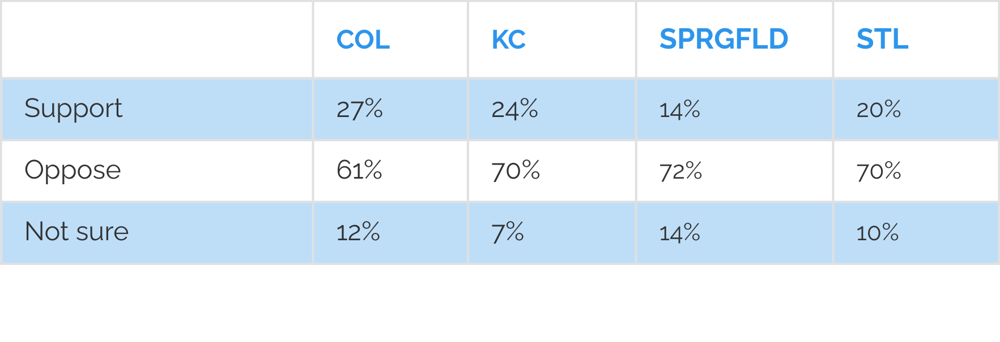 COL KC SPRGFLD STL
Support 27% 24% 14% 20%
Oppose 61% 70% 72% 70%
Not sure 12% 7% 14% 10%